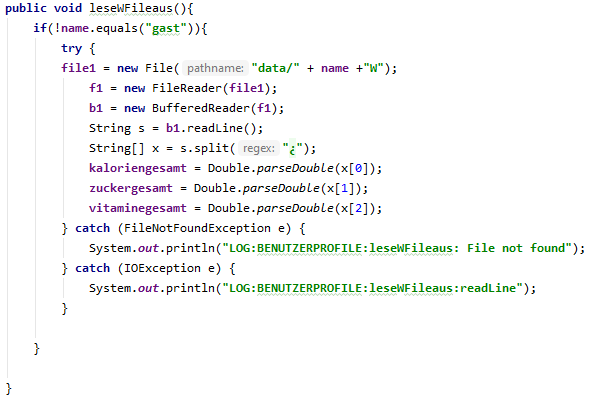 public void leseWFileaus(){
if(!name.equals("gast")){
try {
file1 = new File( pathname: "data/" + name +"W");
f1 = new FileReader(file1);
b1 = new BufferedReader(f1);
String s = b1.readLine();
String[] x = s.split( regex: "¿");
kaloriengesamt = Double.parseDouble(x[0]);
zuckergesamt = Double.parseDouble(x[1]);
vitaminegesamt = Double.parseDouble(x[2]);
} catch (FileNotFoundException e) {
System.out.println("LOG:BENUTZERPROFILE:leseWFileaus: File not found");
} catch (IOException e) {
System.out.println("LOG:BENUTZERPROFILE:leseWFileaus:readLine");
}
}
}